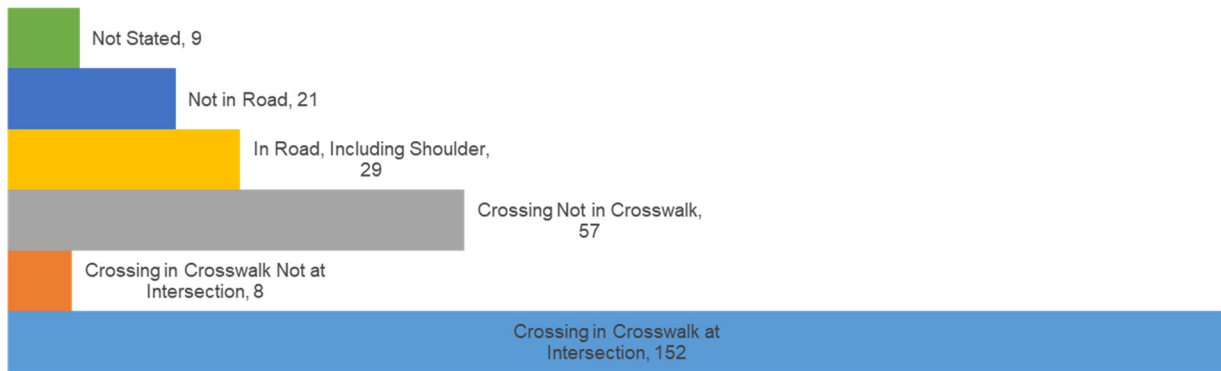 Not Stated, 9
Not in Road, 21
In Road, Including Shoulder,
29
Crossing Not in Crosswalk,
57
Crossing in Crosswalk Not at
Intersection, 8
Crossing in Crosswalk at
Intersection, 152